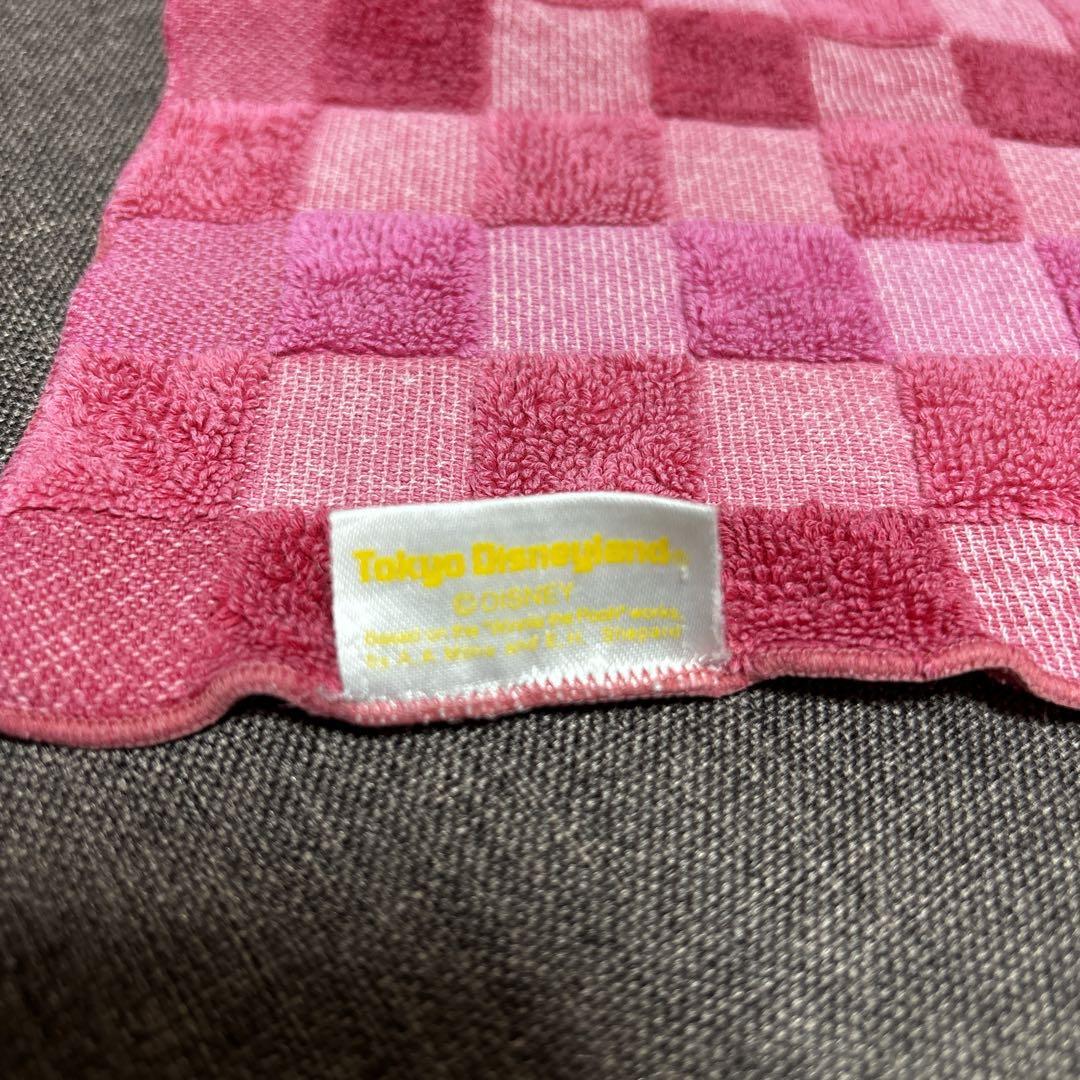 Tokyo Disneyland®
©DISNEY
Based on the "Winnie the Pooh" works,
by A. A. Milne and E. H. Shepard